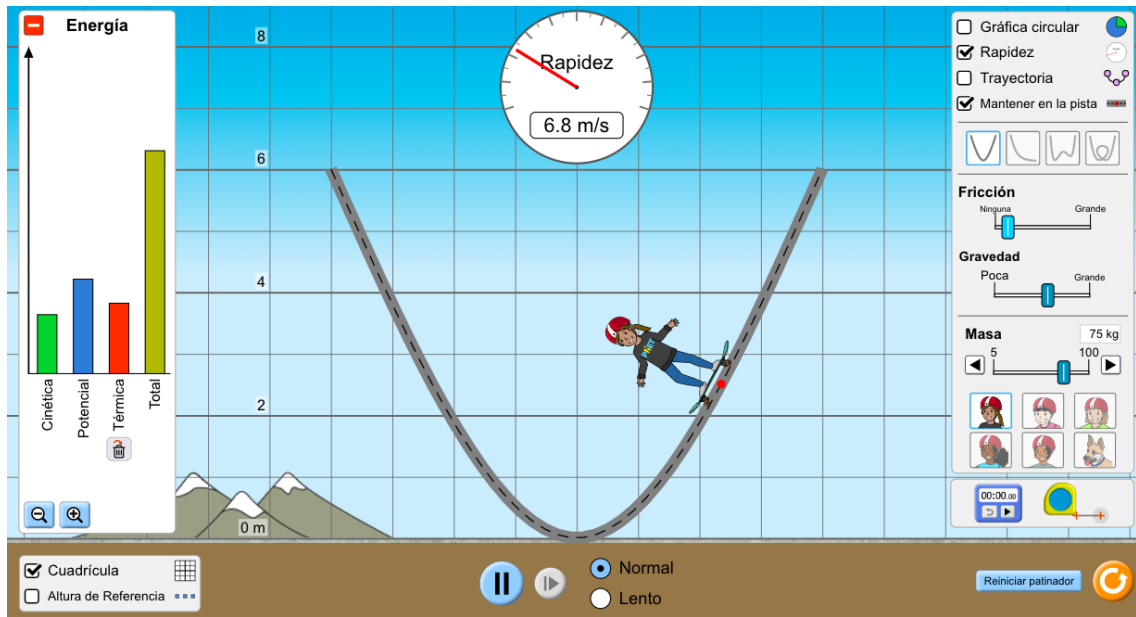 Energía
Cinética
Potencial
Térmica
Total
8
6
4
2
0 m
Rapidez
6.8 m/s
Gráfica circular
Rapidez
Trayectoria
Mantener en la pista
Fricción
Ninguna Grande
Gravedad
Poca Grande
Masa 75 kg
5 100
00:00.00
PhET
Cuadrícula
Altura de Referencia
Normal
Lento
Reiniciar patinador